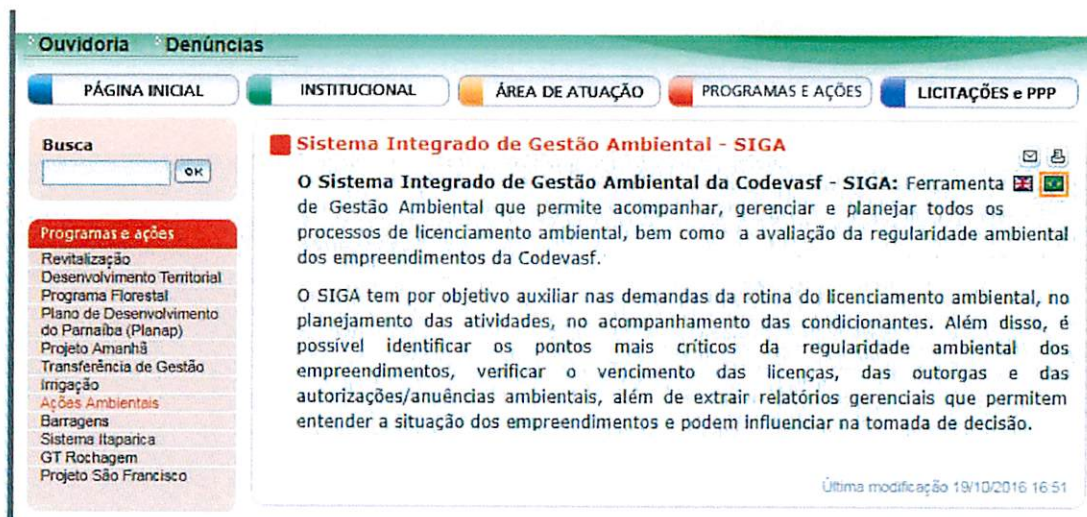 Ouvidoria Denúncias
PÁGINA INICIAL INSTITUCIONAL ÁREA DE ATUAÇÃO PROGRAMAS E AÇÕES LICITAÇÕES e PPP
Busca
OK
Programas e ações
Revitalização
Desenvolvimento Territorial
Programa Florestal
Plano de Desenvolvimento
do Parnaíba (Planap)
Projeto Amanhã
Transferência de Gestão
Irrigação
Ações Ambientais
Barragens
Sistema Itaparica
GT Rochagem
Projeto São Francisco
Sistema Integrado de Gestão Ambiental - SIGA
O Sistema Integrado de Gestão Ambiental da Codevasf - SIGA: Ferramenta
de Gestão Ambiental que permite acompanhar, gerenciar e planejar todos os
processos de licenciamento ambiental, bem como a avaliação da regularidade ambiental
dos empreendimentos da Codevasf.
O SIGA tem por objetivo auxiliar nas demandas da rotina do licenciamento ambiental, no
planejamento das atividades, no acompanhamento das condicionantes. Além disso, é
possível identificar os pontos mais críticos da regularidade ambiental dos
empreendimentos, verificar o vencimento das licenças, das outorgas e das
autorizações/anuências ambientais, além de extrair relatórios gerenciais que permitem
entender a situação dos empreendimentos e podem influenciar na tomada de decisão.
Última modificação 19/10/2016 16:51